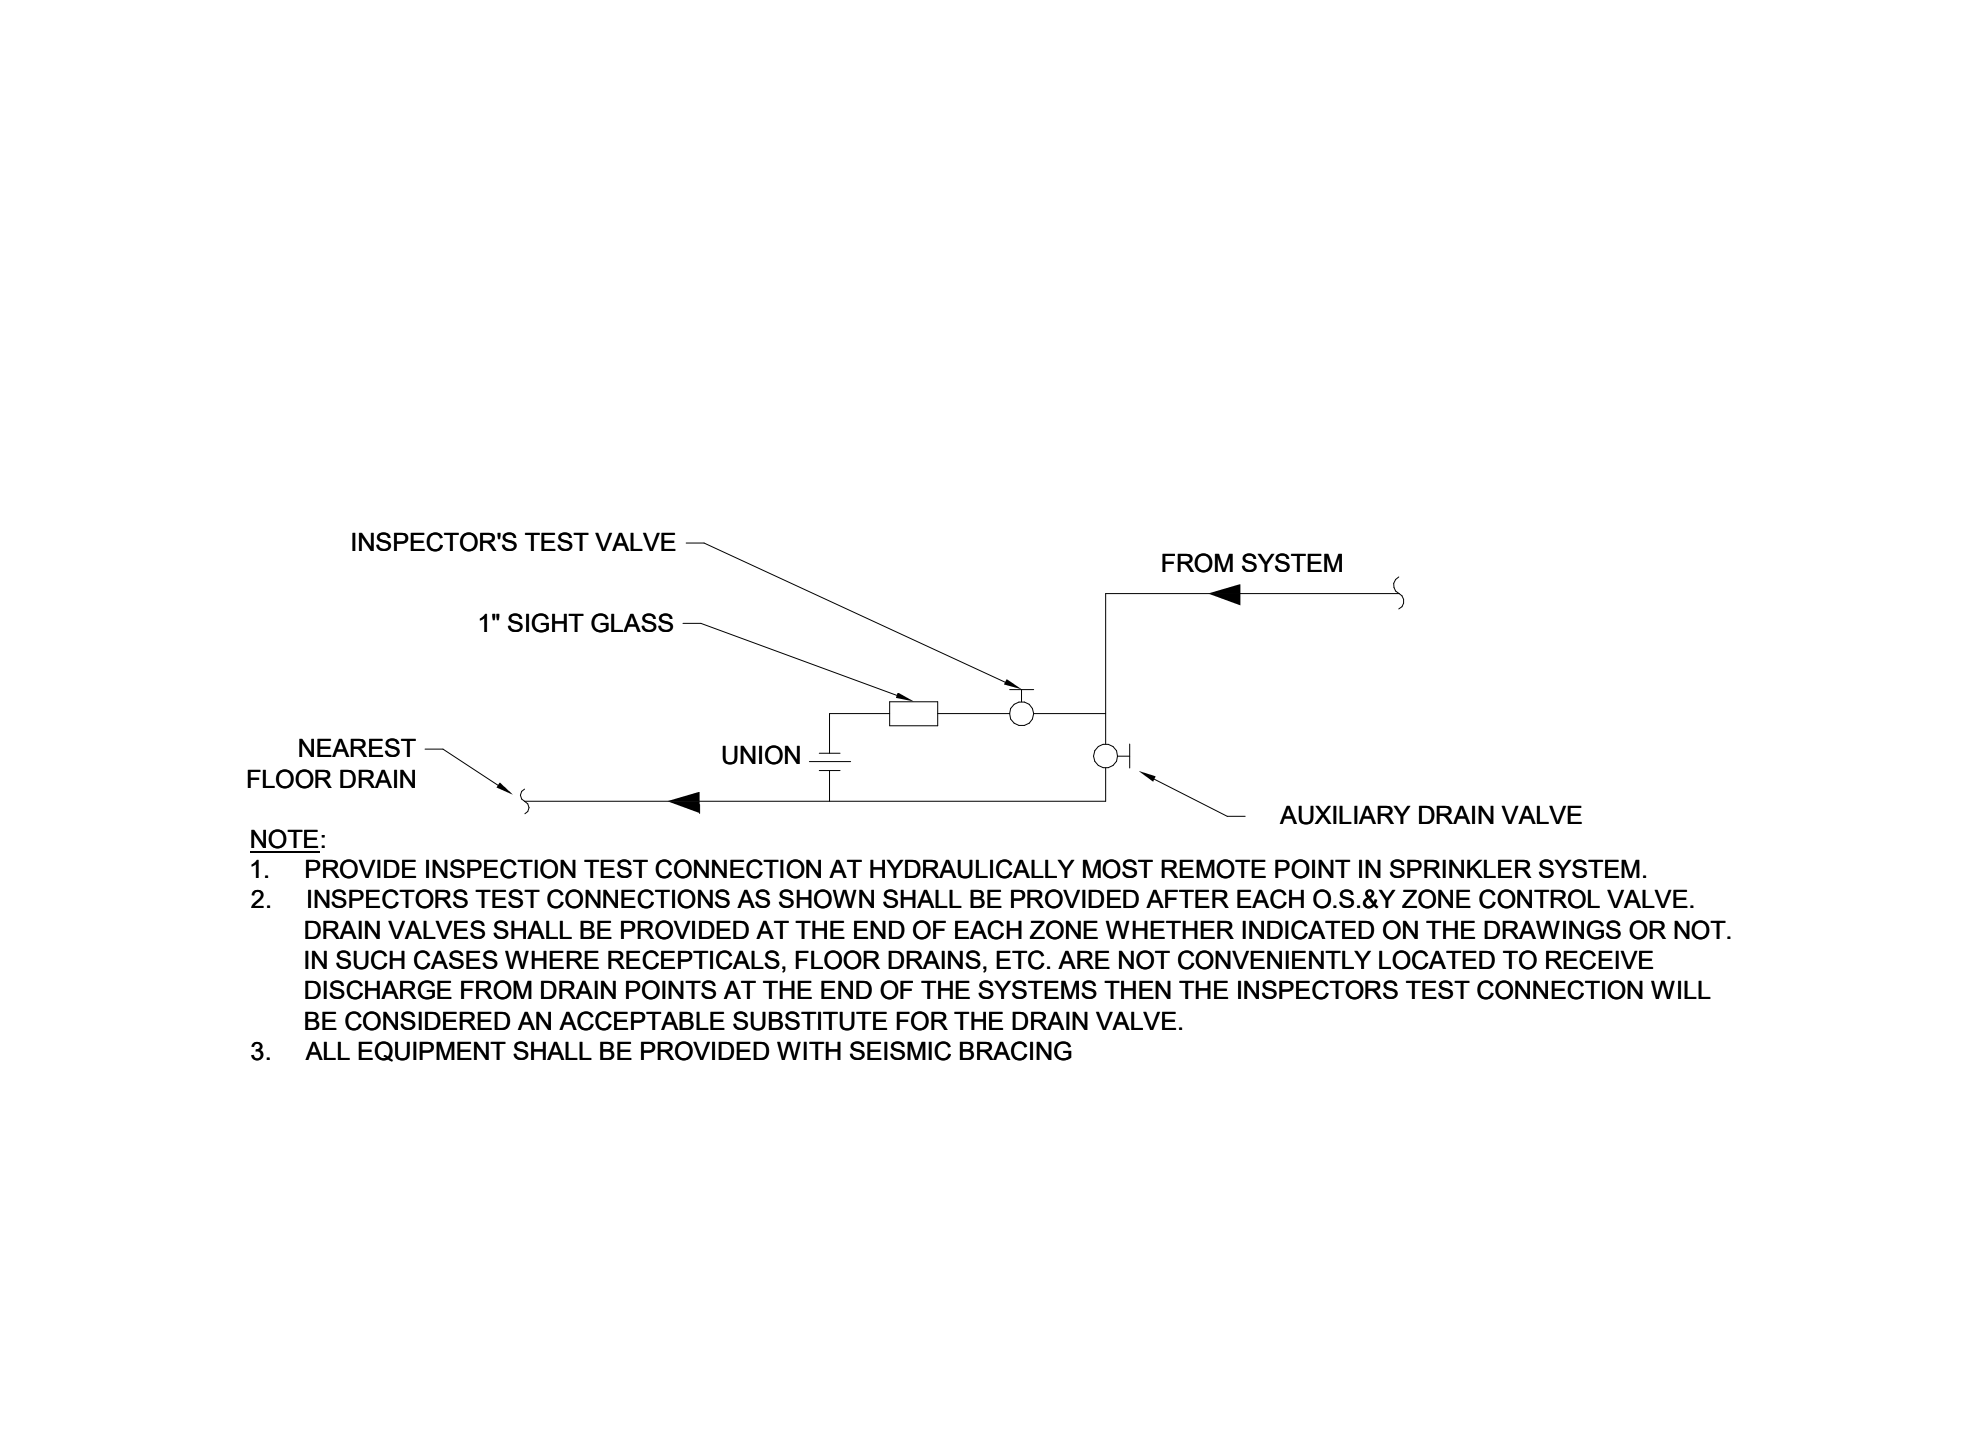 INSPECTOR'S TEST VALVE
FROM SYSTEM
1" SIGHT GLASS
NEAREST
FLOOR DRAIN
UNION
AUXILIARY DRAIN VALVE
NOTE:
1. PROVIDE INSPECTION TEST CONNECTION AT HYDRAULICALLY MOST REMOTE POINT IN SPRINKLER SYSTEM.
2. INSPECTORS TEST CONNECTIONS AS SHOWN SHALL BE PROVIDED AFTER EACH O.S.&Y ZONE CONTROL VALVE.
DRAIN VALVES SHALL BE PROVIDED AT THE END OF EACH ZONE WHETHER INDICATED ON THE DRAWINGS OR NOT.
IN SUCH CASES WHERE RECEPTICALS, FLOOR DRAINS, ETC. ARE NOT CONVENIENTLY LOCATED TO RECEIVE
DISCHARGE FROM DRAIN POINTS AT THE END OF THE SYSTEMS THEN THE INSPECTORS TEST CONNECTION WILL
BE CONSIDERED AN ACCEPTABLE SUBSTITUTE FOR THE DRAIN VALVE.
3. ALL EQUIPMENT SHALL BE PROVIDED WITH SEISMIC BRACING